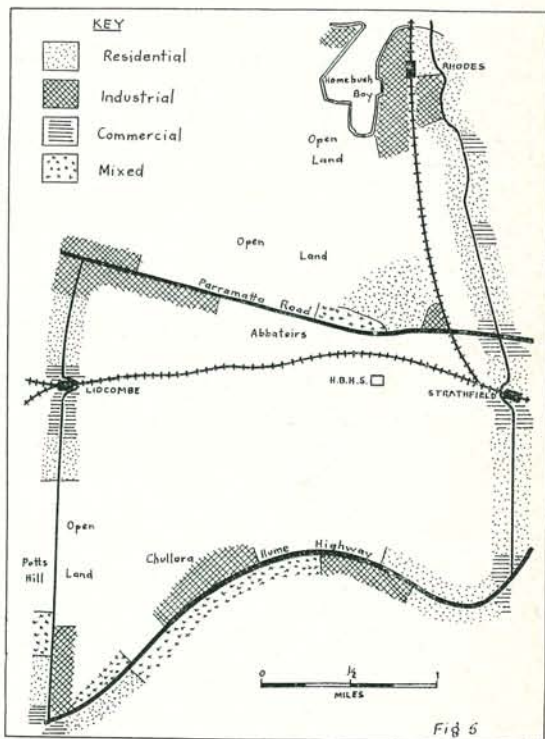 KEY
Residential
Industrial
Commercial
Mixed
RHODES
Homebush
Bay
Open
Land
Open
Land
Parramatta Road
Abbatoirs
H.B.H.S.
LIDCOMBE
STRATHFIELD
Open
Land
Potts
Hill
Chullora
Hume Highway
0 ½ 1
MILES
Fig 5